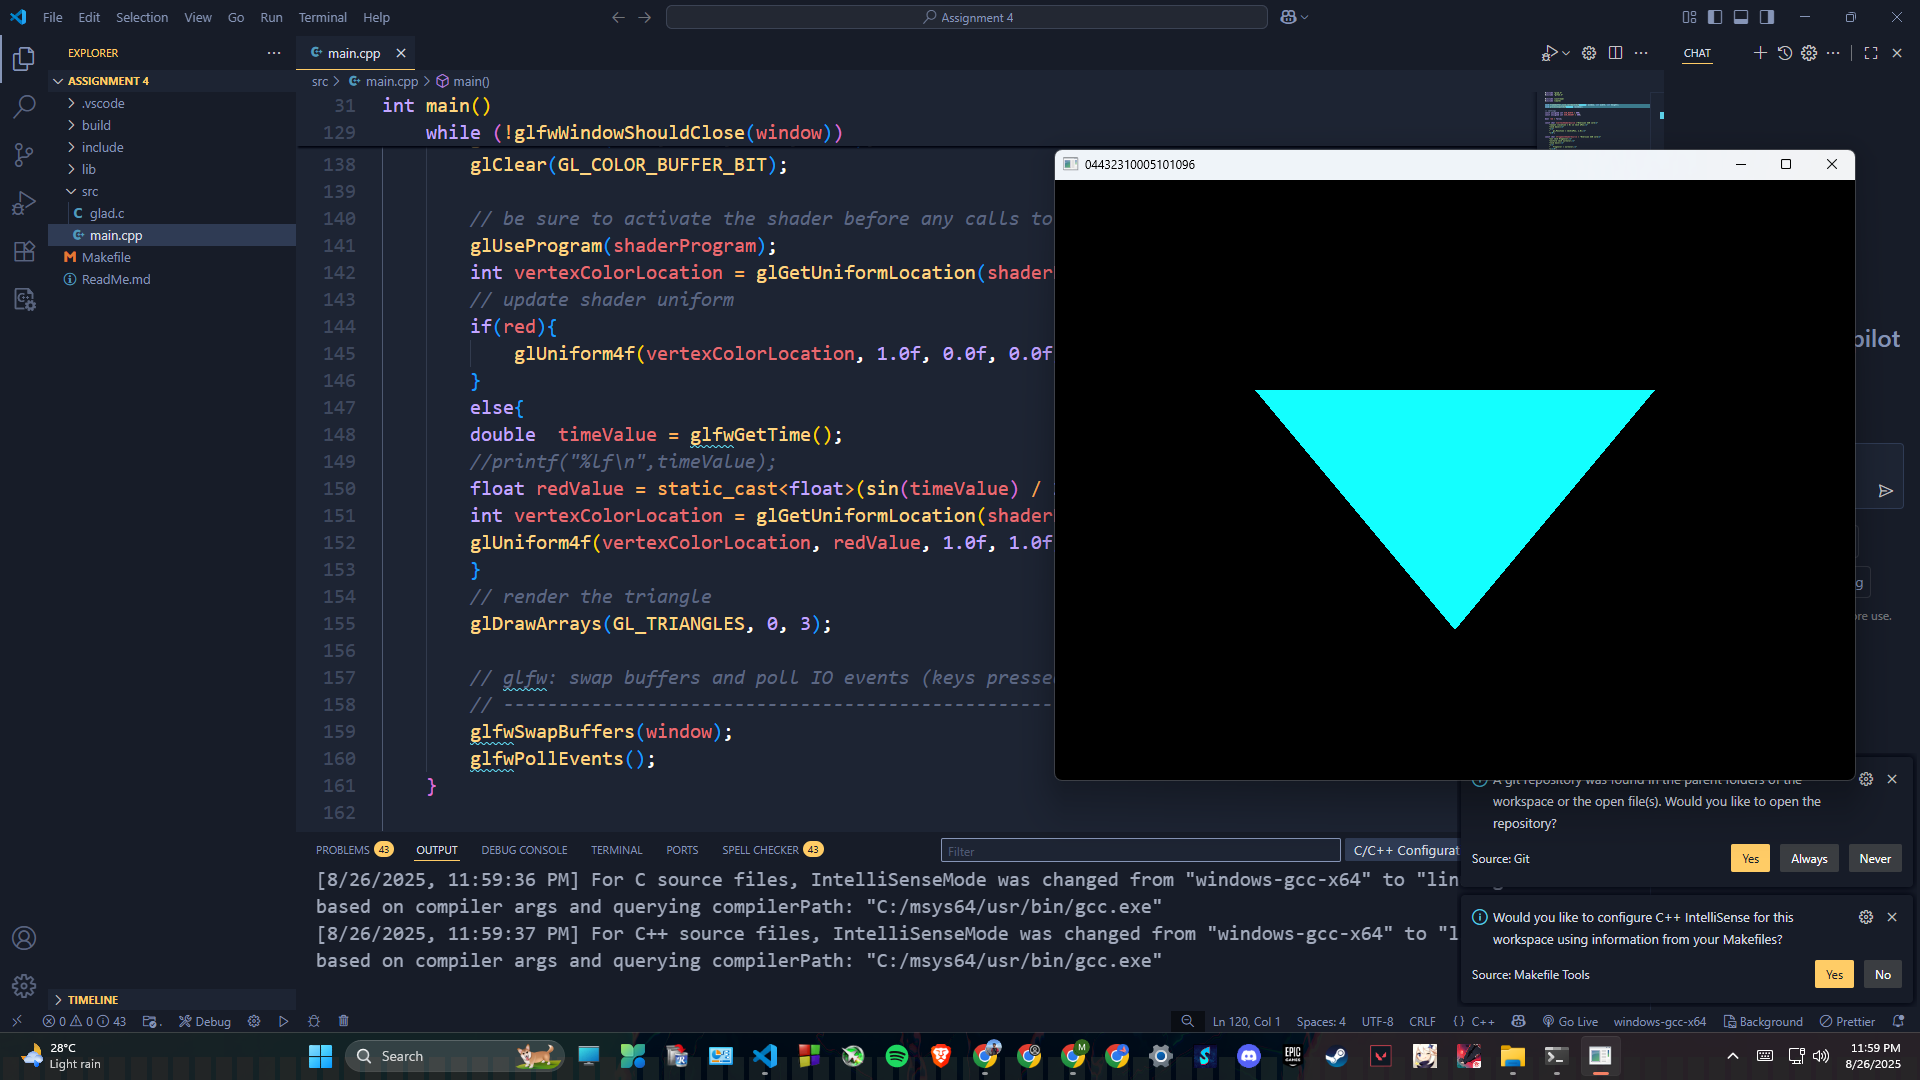 File Edit Selection View Go Run Terminal Help
Assignment 4
EXPLORER
ASSIGNMENT 4
.vscode
build
include
lib
src
glad.c
main.cpp
Makefile
ReadMe.md
TIMELINE
main.cpp
src > main.cpp > main()
31 int main()
129 while (!glfwWindowShouldClose(window))
138 glClear(GL_COLOR_BUFFER_BIT);
139
140 // be sure to activate the shader before any calls to
141 glUseProgram(shaderProgram);
142 int vertexColorLocation = glGetUniformLocation(shader
143 // update shader uniform
144 if(red){
145 glUniform4f(vertexColorLocation, 1.0f, 0.0f, 0.0f
146 }
147 else{
148 double  timeValue = glfwGetTime();
149 //printf("%lf\n",timeValue);
150 float redValue = static_cast<float>(sin(timeValue) /
151 int vertexColorLocation = glGetUniformLocation(shader
152 glUniform4f(vertexColorLocation, redValue, 1.0f, 1.0f
153 }
154 // render the triangle
155 glDrawArrays(GL_TRIANGLES, 0, 3);
156
157 // glfw: swap buffers and poll IO events (keys presse
158 // --------------------------------------------------
159 glfwSwapBuffers(window);
160 glfwPollEvents();
161 }
162
CHAT
04432310005101096
pilot
g
re use.
PROBLEMS 43 OUTPUT DEBUG CONSOLE TERMINAL PORTS SPELL CHECKER 43
Filter
C/C++ Configurat
[8/26/2025, 11:59:36 PM] For C source files, IntelliSenseMode was changed from "windows-gcc-x64" to "lin
based on compiler args and querying compilerPath: "C:/msys64/usr/bin/gcc.exe"
[8/26/2025, 11:59:37 PM] For C++ source files, IntelliSenseMode was changed from "windows-gcc-x64" to "l
based on compiler args and querying compilerPath: "C:/msys64/usr/bin/gcc.exe"
A git repository was found in the parent folders of the
workspace or the open file(s). Would you like to open the
repository?
Source: Git
Yes Always Never
Would you like to configure C++ IntelliSense for this
workspace using information from your Makefiles?
Source: Makefile Tools
Yes No
0 0 43 Debug
Ln 120, Col 1 Spaces: 4 UTF-8 CRLF {} C++ Go Live windows-gcc-x64 Background Prettier
28°C
Light rain
Search
EPIC GAMES
11:59 PM
8/26/2025